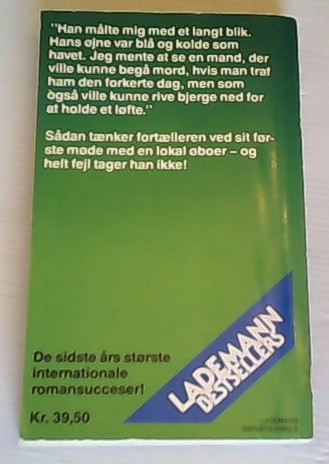 "Han målte mig med et langt blik.
Hans øjne var blå og kolde som
havet. Jeg mente at se en mand, der
ville kunne begå mord, hvis man traf
ham den forkerte dag, men som
også ville kunne rive bjerge ned for
at holde et løfte."
Sådan tænker fortælleren ved sit før-
ste møde med en lokal øboer – og
helt fejl tager han ikke!
LADEMANN
BESTSELLERS
De sidste års største
internationale
romansucceser!
Kr. 39,50
LADEMANN